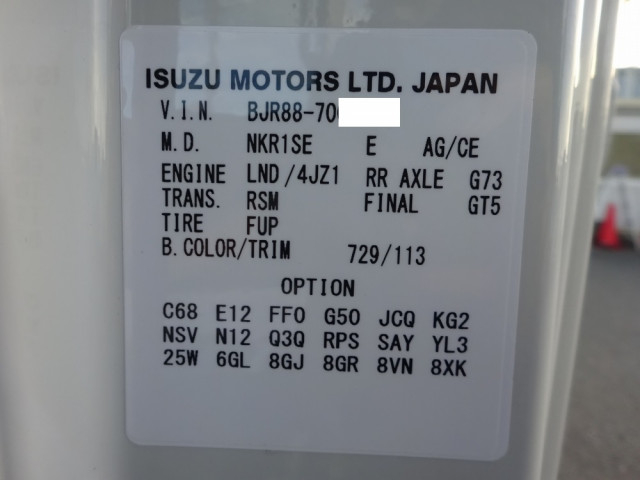 ISUZU MOTORS LTD. JAPAN
V.I.N. BJR88-70
M.D. NKR1SE E AG/CE
ENGINE LND/4JZ1 RR AXLE G73
TRANS. RSM FINAL GT5
TIRE FUP
B.COLOR/TRIM 729/113
OPTION
C68 E12 FF0 G50 JCQ KG2
NSV N12 Q3Q RPS SAY YL3
25W 6GL 8GJ 8GR 8VN 8XK